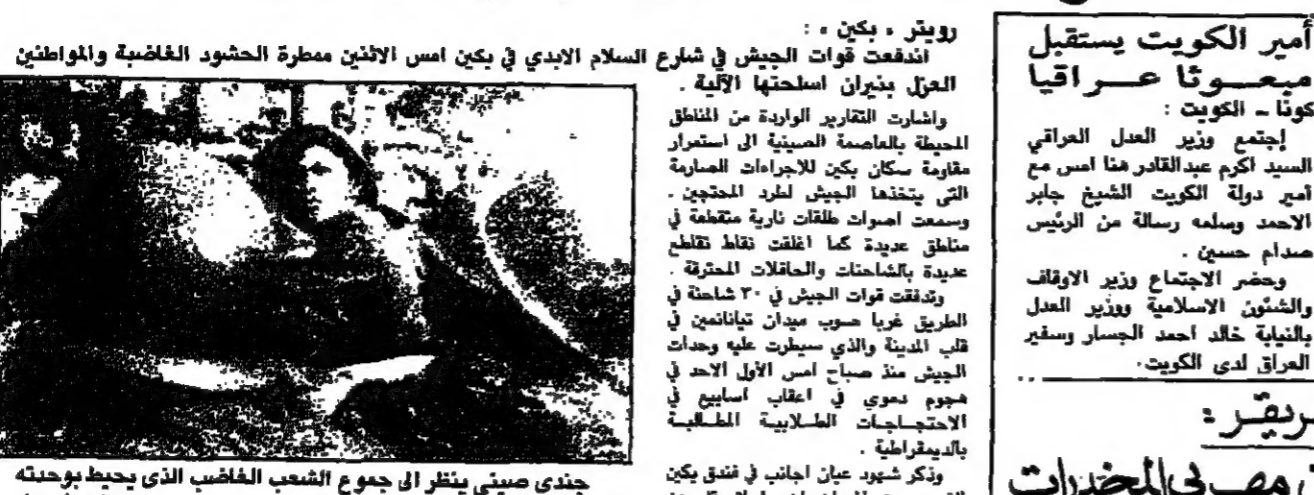 أمير الكويت يستقبل
مبعوثا عراقيا
كونا - الكويت :
إجتمع وزير العدل العراقي
السيد اكرم عبدالقادر هنا امس مع
امير دولة الكويت الشيخ جابر
الاحمد وسلمه رسالة من الرئيس
صدام حسين .
وحضر الاجتماع وزير الاوقاف
والشئون الاسلامية ووزير العدل
بالنيابة خالد احمد الجسار وسفير
العراق لدى الكويت .
رويتر ، بكين ، :
اندفعت قوات الجيش في شارع السلام الابدي في بكين امس الاثنين ممطرة الحشود الغاضبة والمواطنين
العزل بنيران اسلحتها الآلية .
واشارت التقارير الواردة من المناطق
المحيطة بالعاصمة الصينية الى استمرار
مقاومة سكان بكين للاجراءات الصارمة
التي يتخذها الجيش لطرد المحتجين .
وسمعت اصوات طلقات نارية متقطعة في
مناطق عديدة كما اغلقت نقاط تقاطع
عديدة بالشاحنات والحافلات المحترقة .
وتدفقت قوات الجيش في ٣٠ شاحنة في
الطريق غربا صوب ميدان تيانانمين في
قلب المدينة والذي سيطرت عليه وحدات
الجيش منذ صباح امس الأول الاحد في
هجوم دموي في اعقاب اسابيع في
الاحتجاجات الطلابية المطالبة
بالديمقراطية .
وذكر شهود عيان اجانب في فندق بكين
جندى صيني ينظر الى جموع الشعب الغاضب الذى يحيط بوحدته